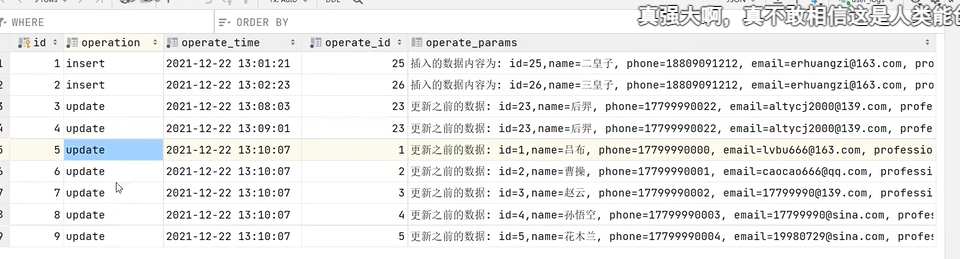 真强大啊，真不敢相信这是人类能
WHERE ORDER BY
id operation operate_time operate_id operate_params
1 insert 2021-12-22 13:01:21 25 插入的数据内容为: id=25,name=二皇子, phone=18809091212, email=erhuangzi@163.com, pro
2 insert 2021-12-22 13:02:23 26 插入的数据内容为: id=26,name=三皇子, phone=18809091212, email=erhuangzi@163.com, pro
3 update 2021-12-22 13:08:03 23 更新之前的数据: id=23,name=后羿, phone=17799990022, email=altycj2000@139.com, profe
4 update 2021-12-22 13:09:01 23 更新之前的数据: id=23,name=后羿, phone=17799990022, email=altycj2000@139.com, profe
5 update 2021-12-22 13:10:07 1 更新之前的数据: id=1,name=吕布, phone=17799990000, email=lvbu666@163.com, professio
6 update 2021-12-22 13:10:07 2 更新之前的数据: id=2,name=曹操, phone=17799990001, email=caocao666@qq.com, professi
7 update 2021-12-22 13:10:07 3 更新之前的数据: id=3,name=赵云, phone=17799990002, email=17799990@139.com, professi
8 update 2021-12-22 13:10:07 4 更新之前的数据: id=4,name=孙悟空, phone=17799990003, email=17799990@sina.com, profes
9 update 2021-12-22 13:10:07 5 更新之前的数据: id=5,name=花木兰, phone=17799990004, email=19980729@sina.com, profes